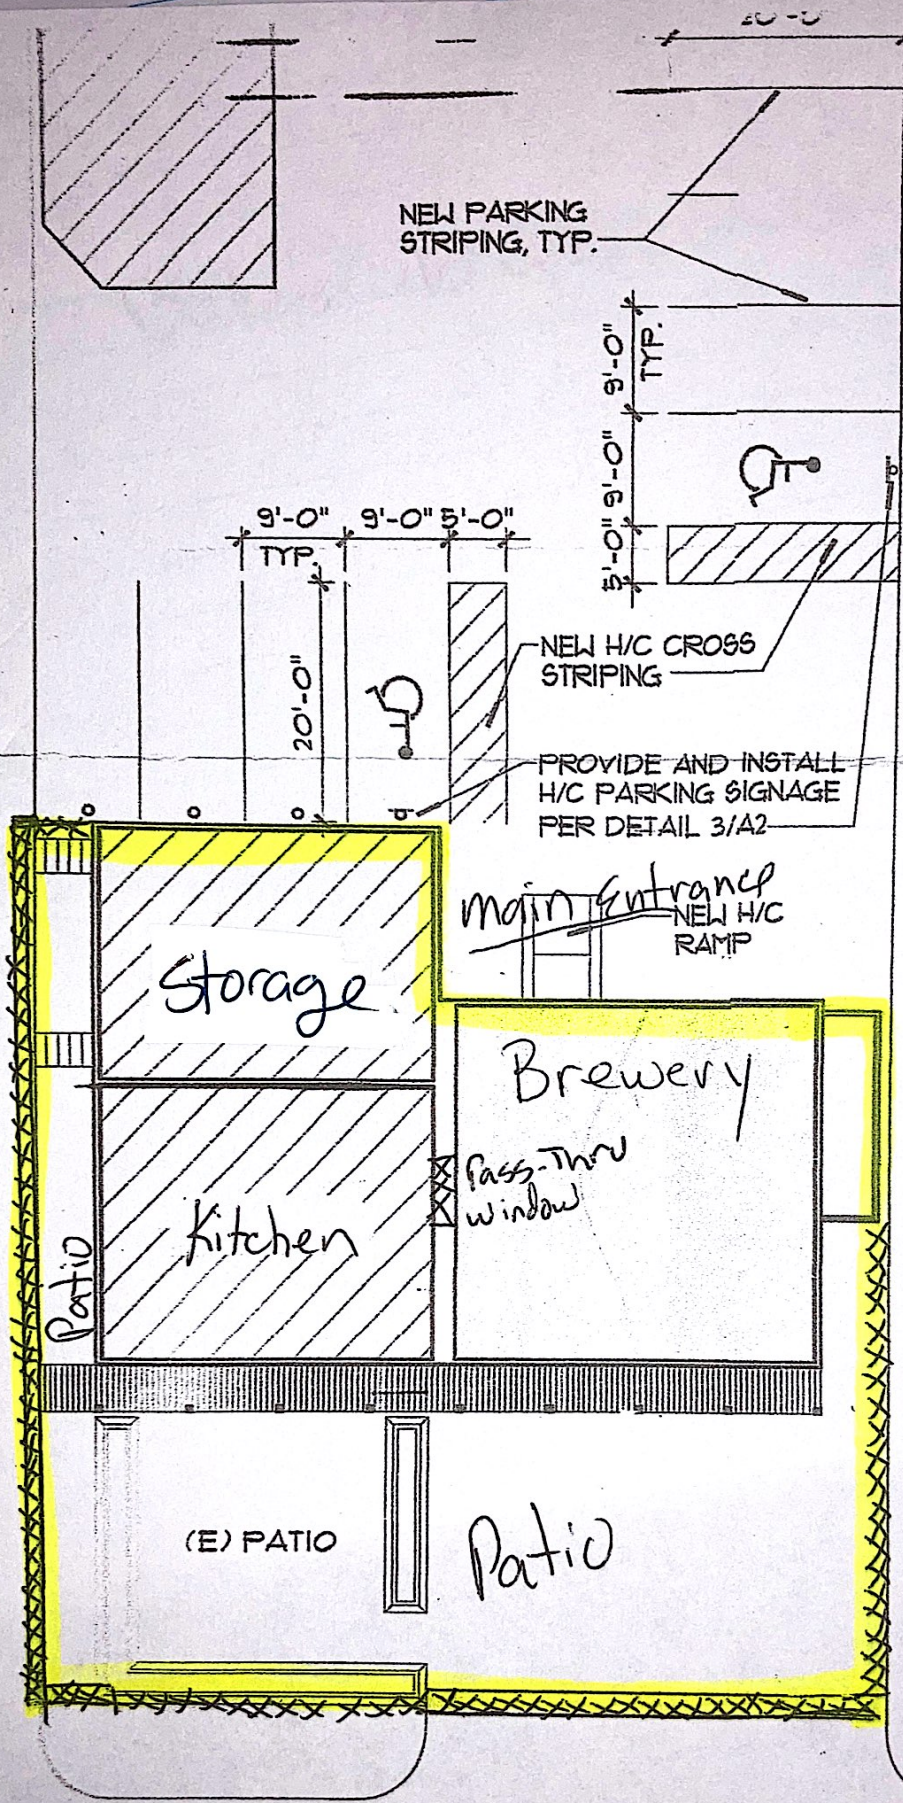 NEW PARKING
STRIPING, TYP.
9'-0"
TYP.
9'-0"
5'-0"
9'-0"
TYP.
9'-0"
5'-0"
20'-0"
NEW H/C CROSS
STRIPING
PROVIDE AND INSTALL
H/C PARKING SIGNAGE
PER DETAIL 3/A2
main Entrance
NEW H/C
RAMP
Storage
Brewery
Pass-Thru
window
Kitchen
Patio
(E) PATIO
Patio